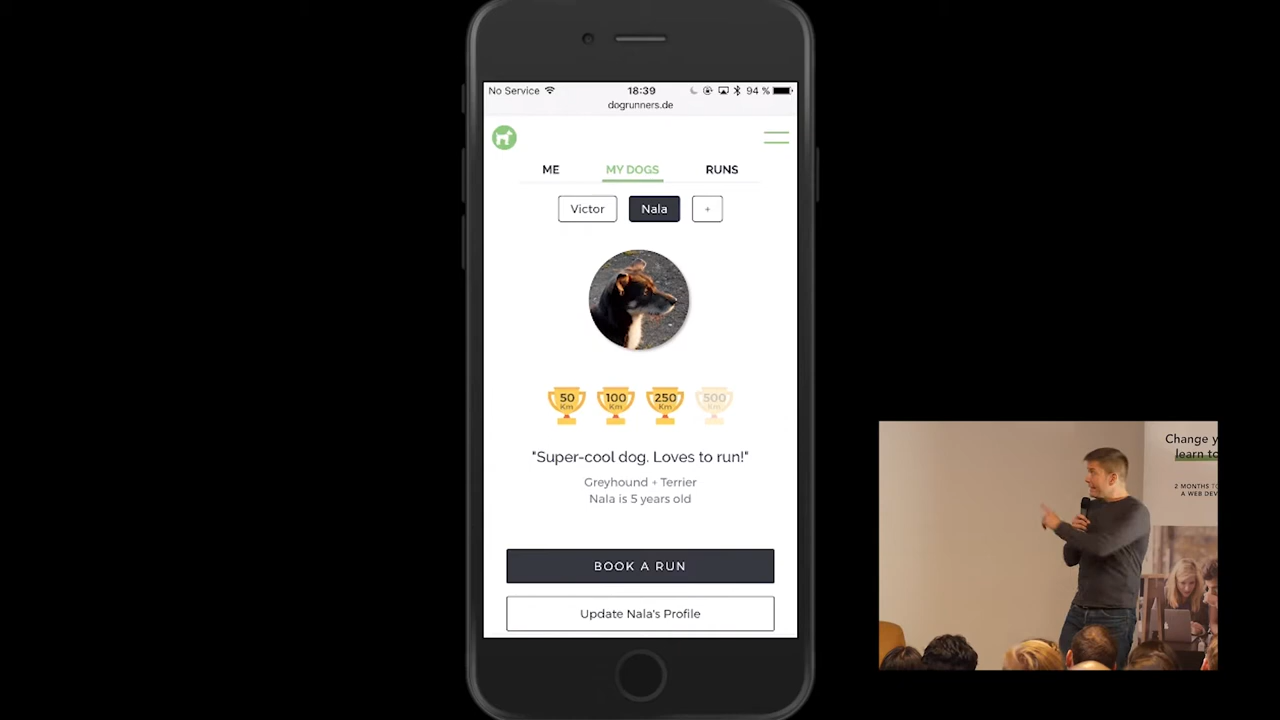 No Service 18:39 94 %
dogrunners.de
ME MY DOGS RUNS
Victor Nala +
50 Km 100 Km 250 Km 500 Km
"Super-cool dog. Loves to run!"
Greyhound + Terrier
Nala is 5 years old
BOOK A RUN
Update Nala's Profile
Change y
learn to
2 MONTHS TO
A WEB DEV